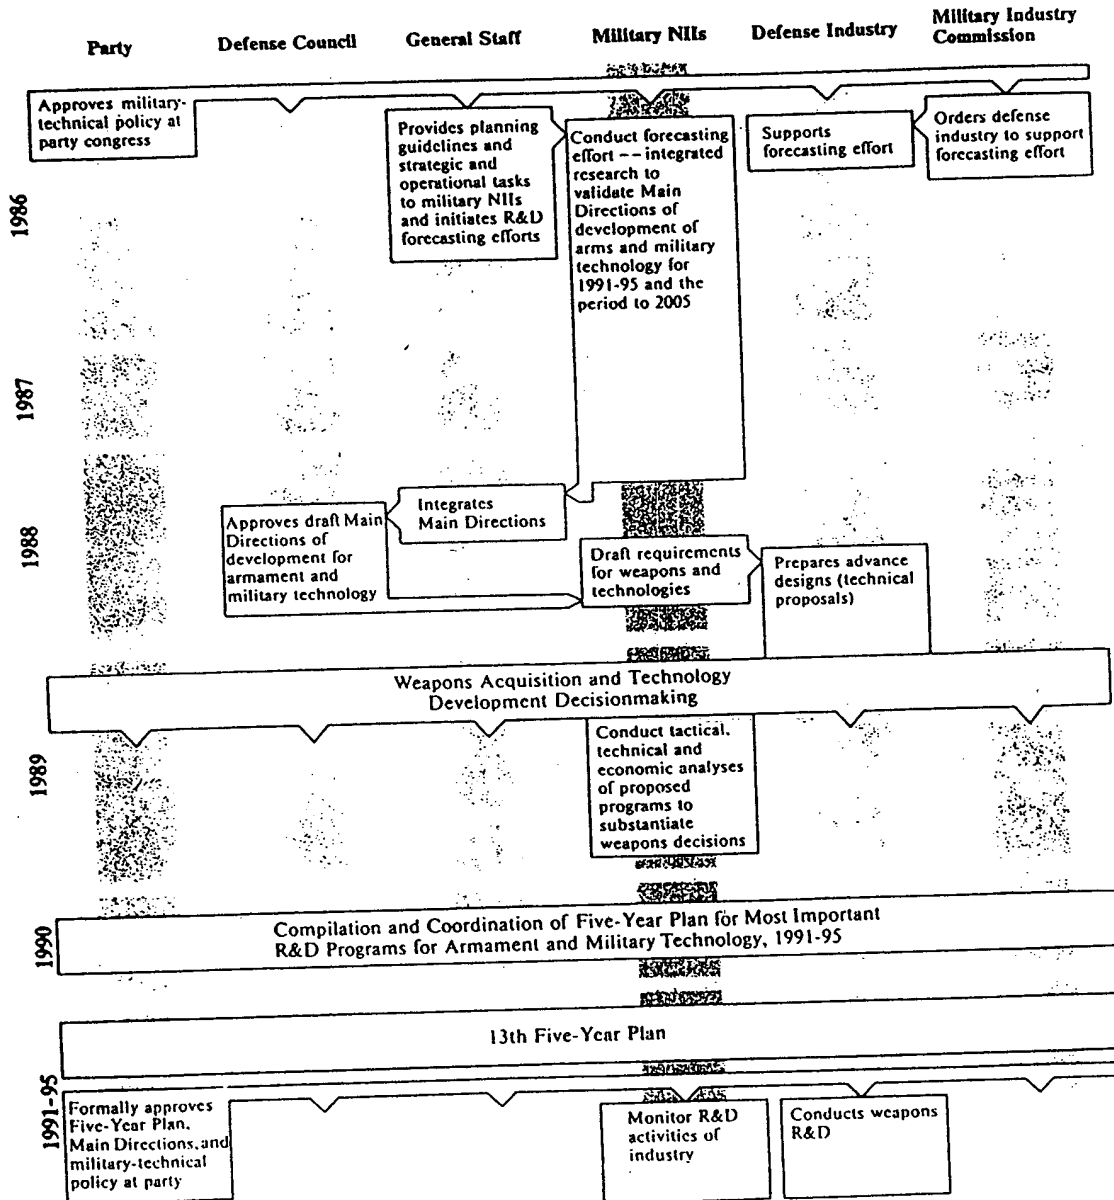 Party
Defense Council
General Staff
Military NIIs
Defense Industry
Military Industry
Commission
1986
Approves military-
technical policy at
party congress
Provides planning
guidelines and
strategic and
operational tasks
to military NIIs
and initiates R&D
forecasting efforts
Conduct forecasting
effort -- integrated
research to
validate Main
Directions of
development of
arms and military
technology for
1991-95 and the
period to 2005
Supports
forecasting effort
Orders defense
industry to support
forecasting effort
1987
1988
Approves draft Main
Directions of
development for
armament and
military technology
Integrates
Main Directions
Draft requirements
for weapons and
technologies
Prepares advance
designs (technical
proposals)
Weapons Acquisition and Technology
Development Decisionmaking
1989
Conduct tactical,
technical and
economic analyses
of proposed
programs to
substantiate
weapons decisions
1990
Compilation and Coordination of Five-Year Plan for Most Important
R&D Programs for Armament and Military Technology, 1991-95
13th Five-Year Plan
1991-95
Formally approves
Five-Year Plan,
Main Directions, and
military-technical
policy at party
Monitor R&D
activities of
industry
Conducts weapons
R&D